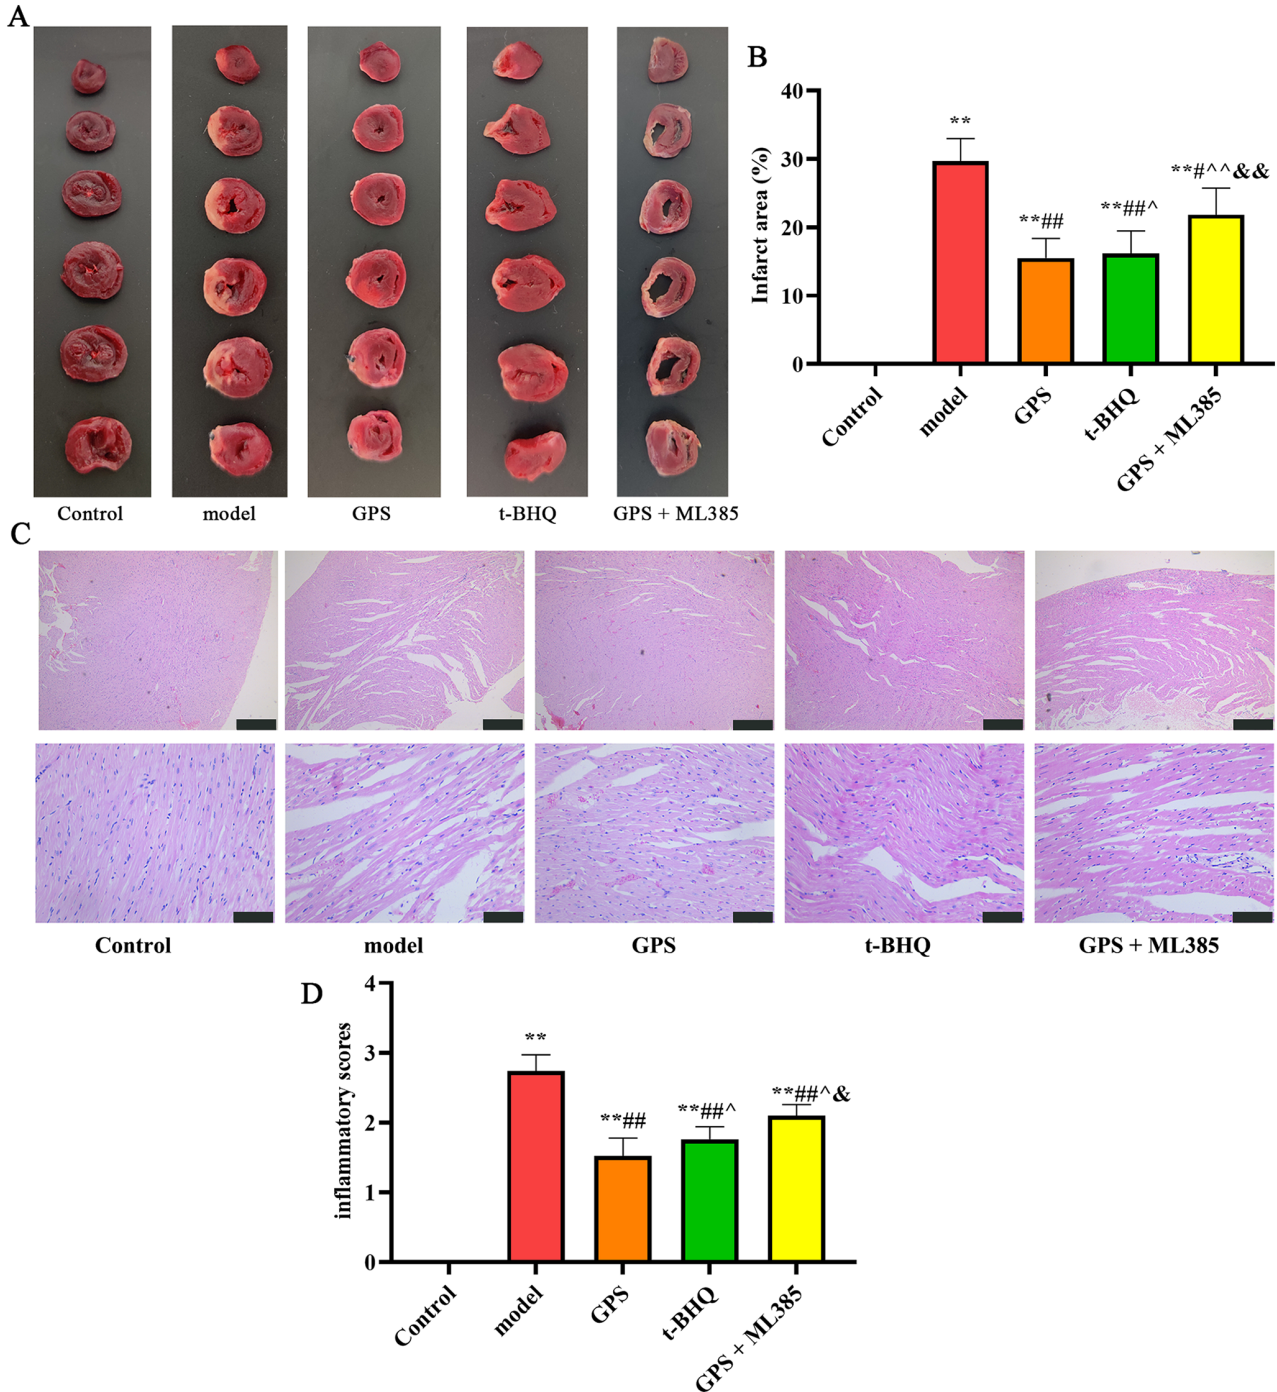 A
Control
model
GPS
t-BHQ
GPS + ML385
B
Infarct area (%)
40
30
20
10
0
**
**##
**##^
**#^^&&
Control
model
GPS
t-BHQ
GPS + ML385
C
Control
model
GPS
t-BHQ
GPS + ML385
D
inflammatory scores
4
3
2
1
0
**
**##
**##^
**##^&
Control
model
GPS
t-BHQ
GPS + ML385